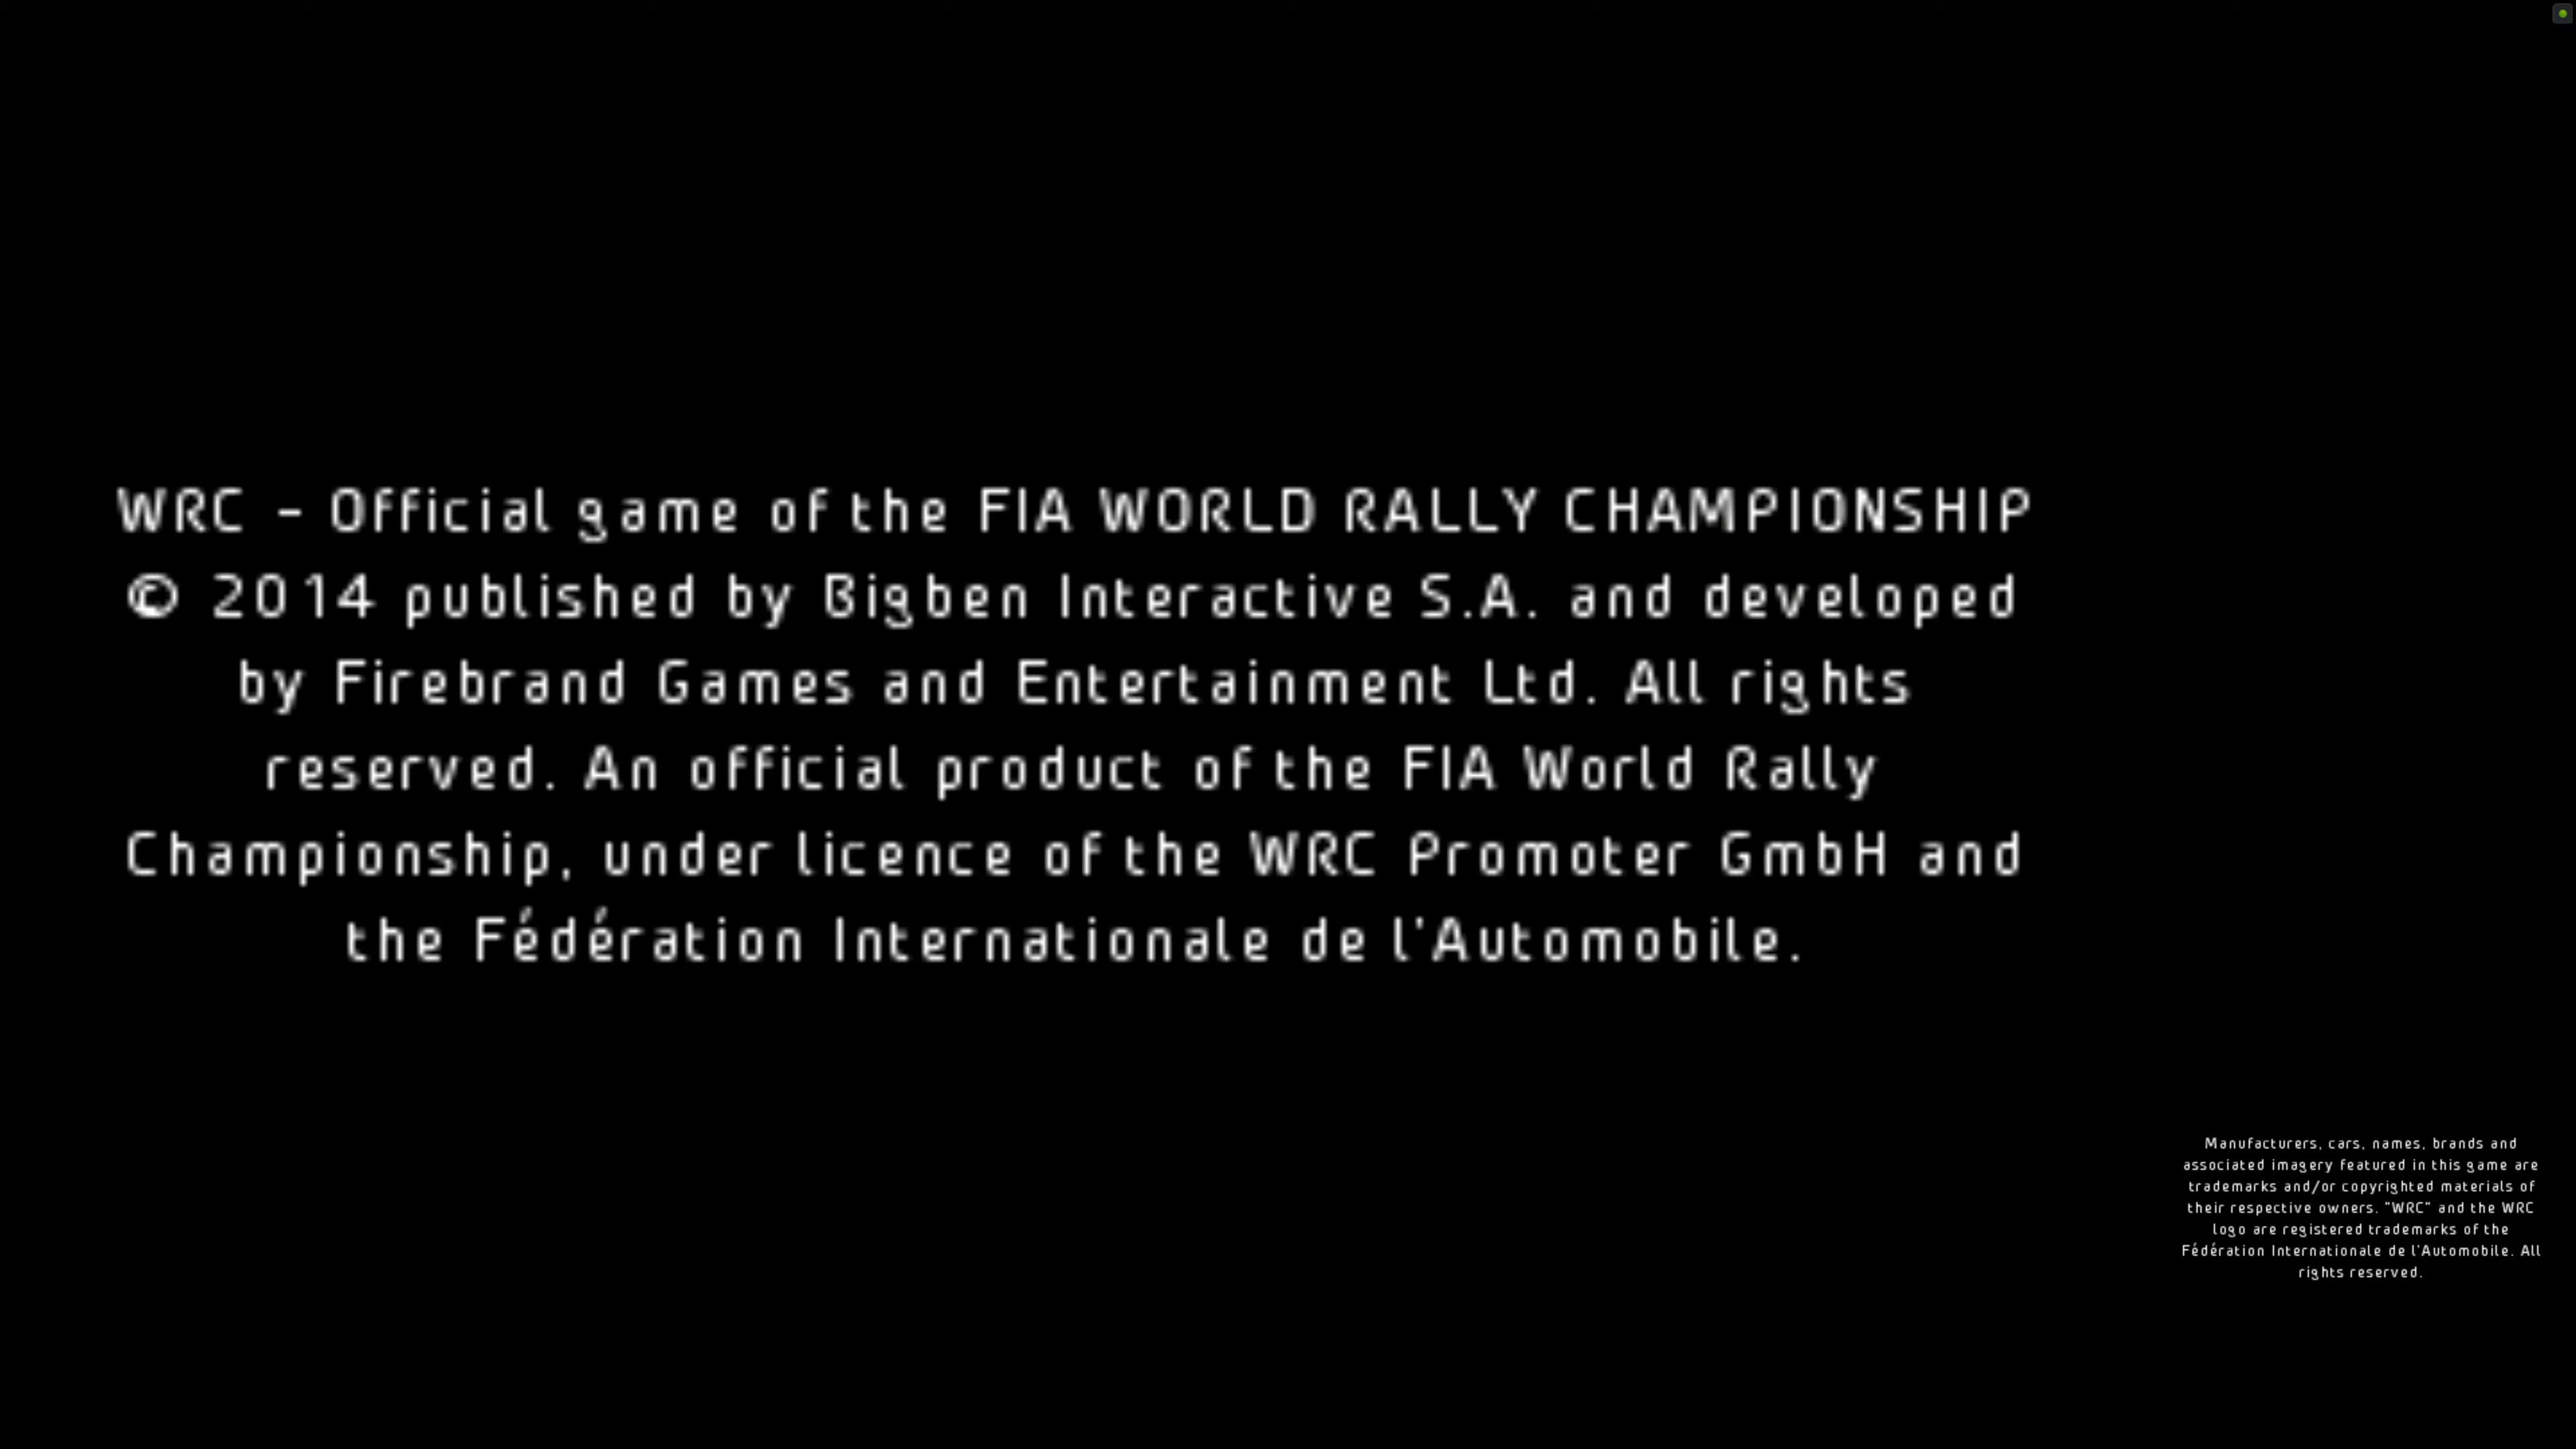 WRC - Official game of the FIA WORLD RALLY CHAMPIONSHIP
© 2014 published by Bigben Interactive S.A. and developed
by Firebrand Games and Entertainment Ltd. All rights
reserved. An official product of the FIA World Rally
Championship, under licence of the WRC Promoter GmbH and
the Fédération Internationale de l'Automobile.
Manufacturers, cars, names, brands and
associated imagery featured in this game are
trademarks and/or copyrighted materials of
their respective owners. "WRC" and the WRC
logo are registered trademarks of the
Fédération Internationale de l'Automobile. All
rights reserved.